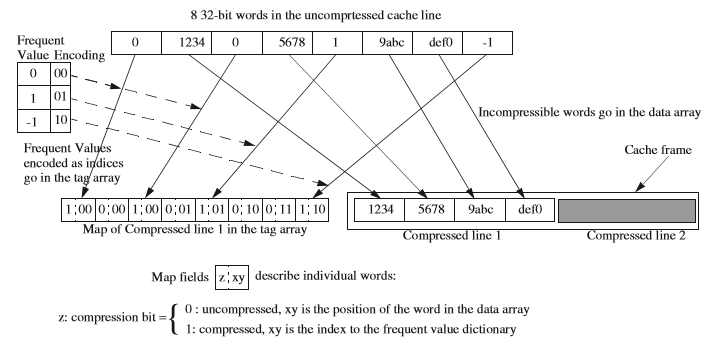 8 32-bit words in the uncomprtessed cache line
Frequent
Value Encoding
0 1234 0 5678 1 9abc def0 -1
0 00
1 01
-1 10
Incompressible words go in the data array
Frequent Values
encoded as indices
go in the tag array
Cache frame
1 00 0 00 1 00 0 01 1 01 0 10 0 11 1 10
1234 5678 9abc def0
Map of Compressed line 1 in the tag array
Compressed line 1
Compressed line 2
Map fields z xy describe individual words:
z: compression bit = { 0 : uncompressed, xy is the position of the word in the data array
1: compressed, xy is the index to the frequent value dictionary